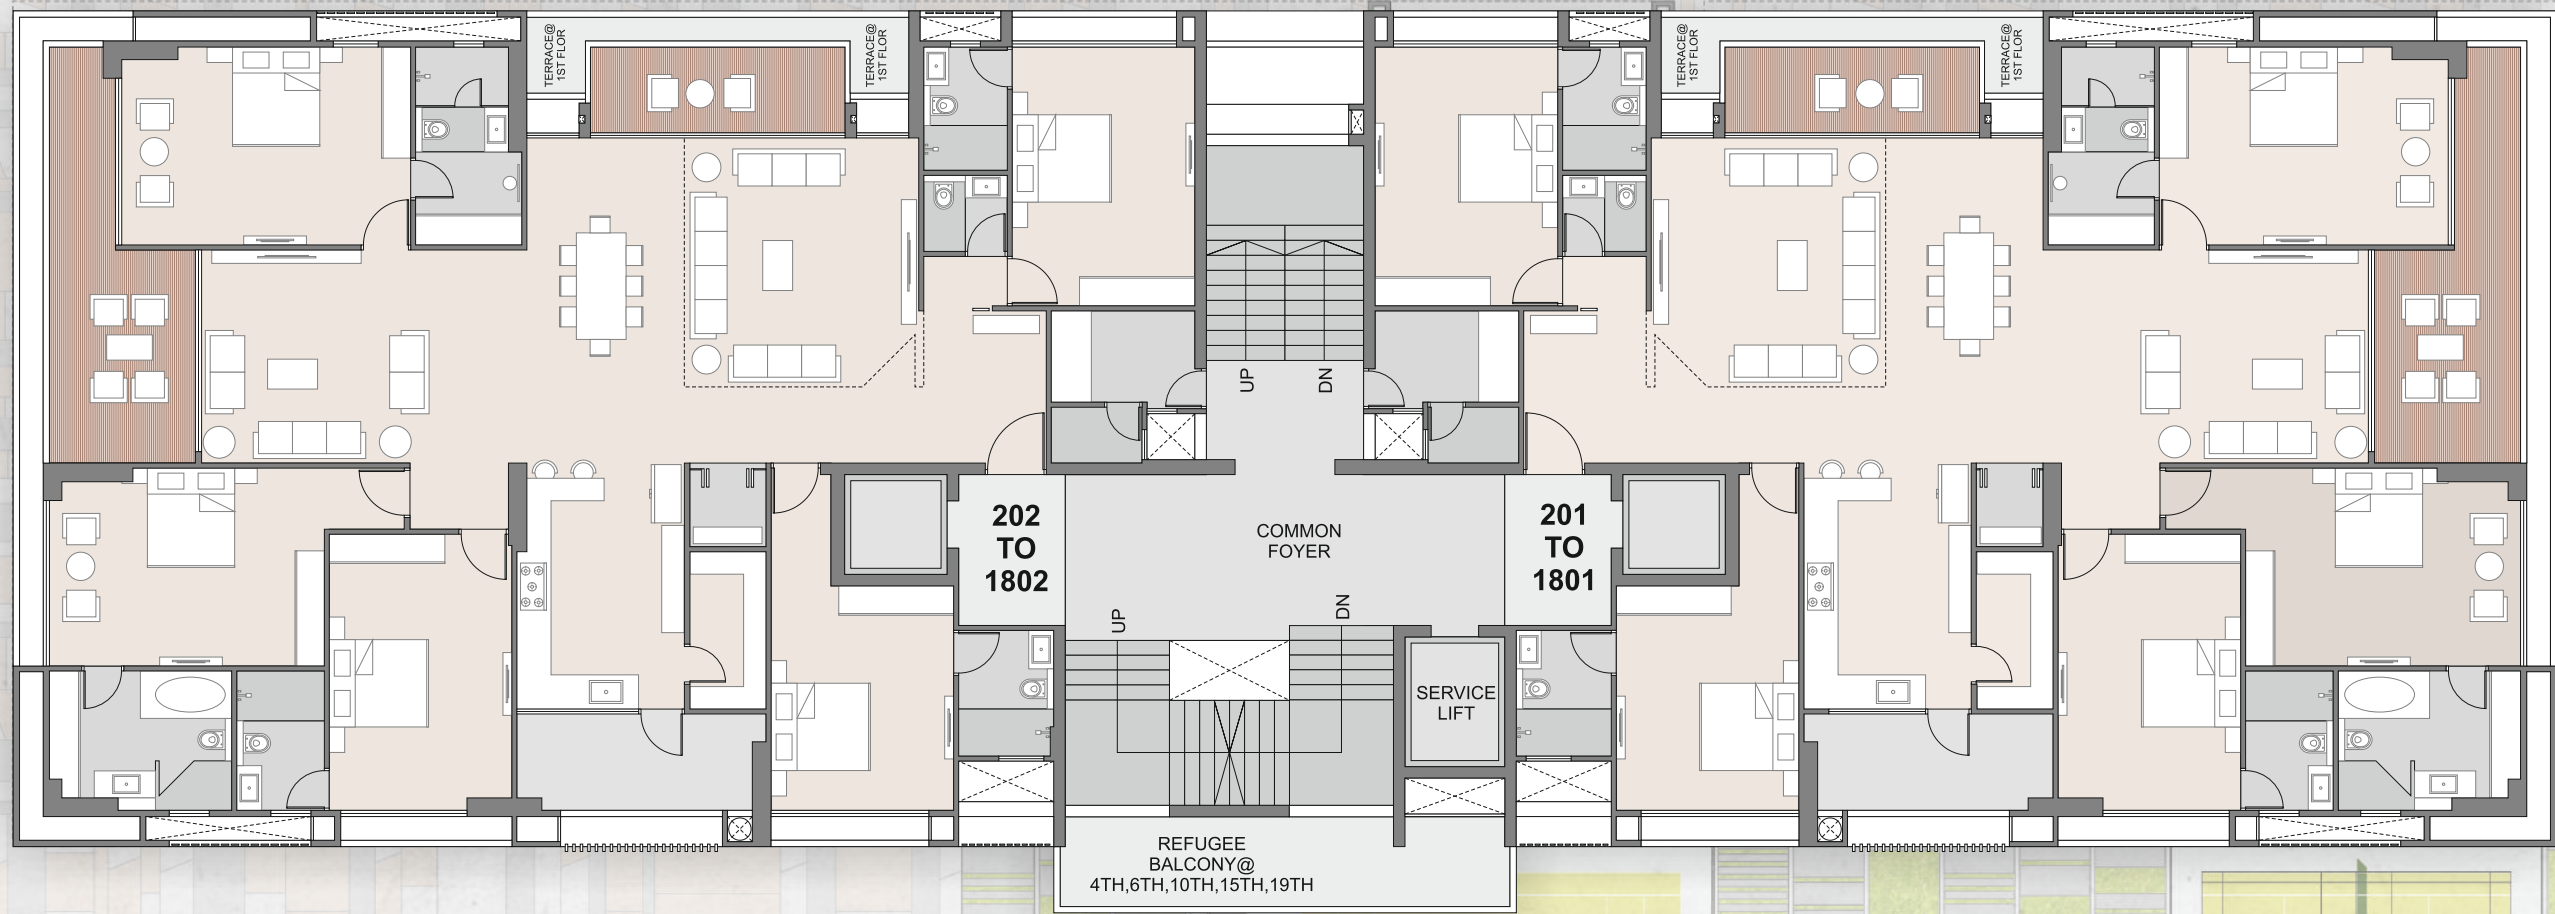 TERRACE@
1ST FLOR
TERRACE@
1ST FLOR
TERRACE@
1ST FLOR
TERRACE@
1ST FLOR
UP
DN
202
TO
1802
COMMON
FOYER
201
TO
1801
UP
DN
SERVICE
LIFT
REFUGEE
BALCONY@
4TH,6TH,10TH,15TH,19TH